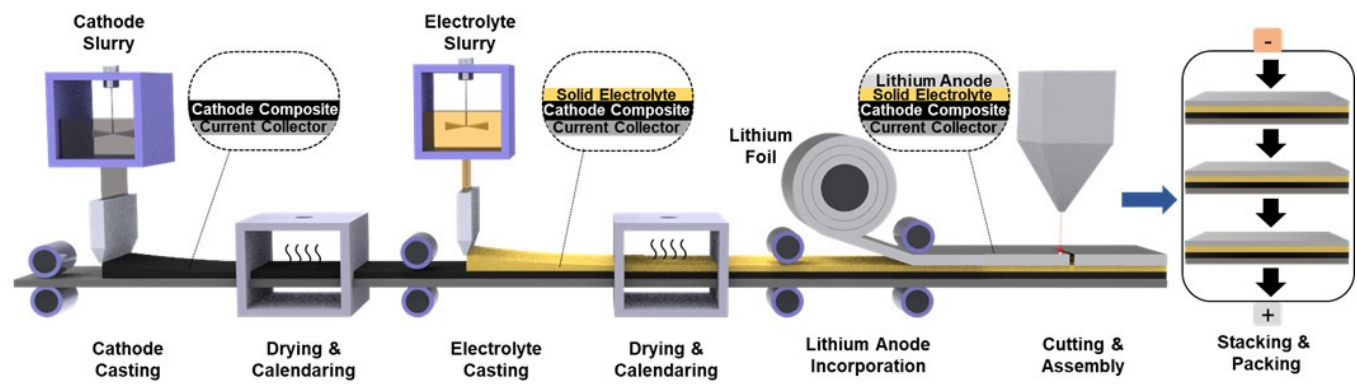 Cathode
Slurry
Cathode Composite
Current Collector
Electrolyte
Slurry
Solid Electrolyte
Cathode Composite
Current Collector
Lithium
Foil
Lithium Anode
Solid Electrolyte
Cathode Composite
Current Collector
-
+
Cathode
Casting
Drying &
Calendaring
Electrolyte
Casting
Drying &
Calendaring
Lithium Anode
Incorporation
Cutting &
Assembly
Stacking &
Packing